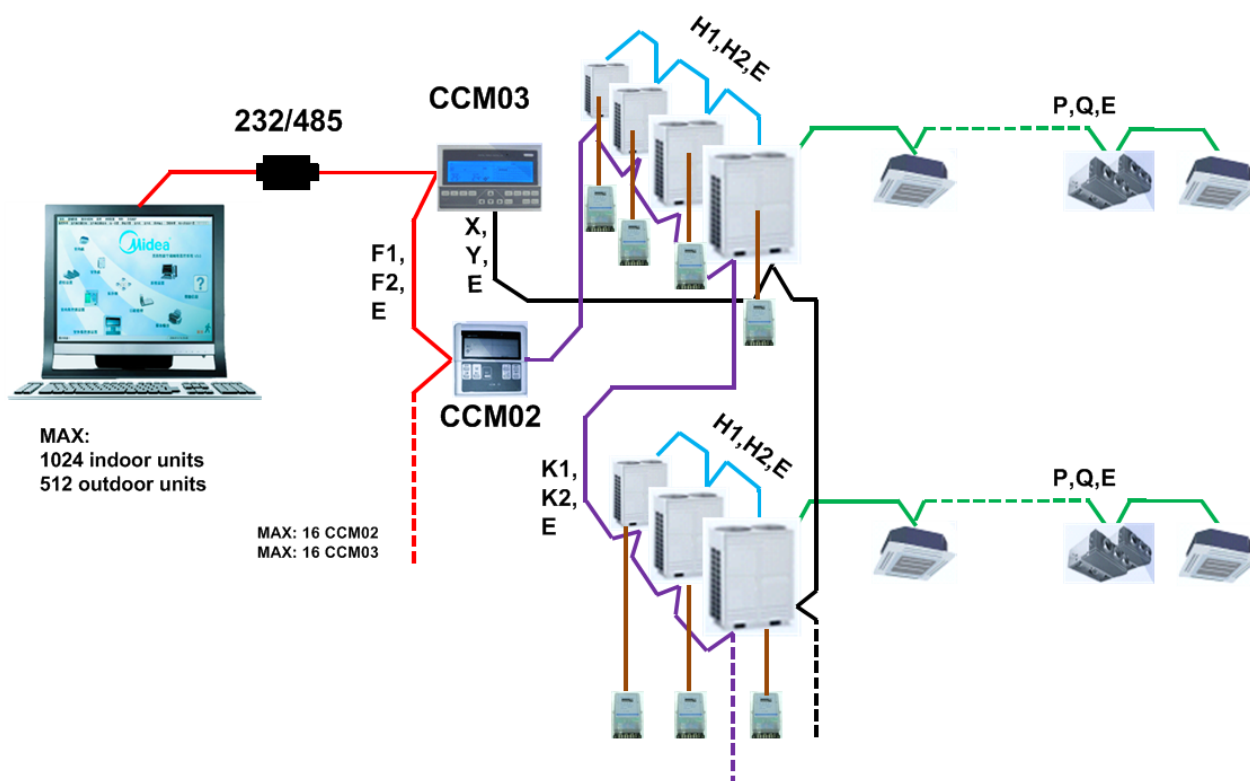 H1,H2,E
CCM03
232/485
P,Q,E
Midea
F1,
F2,
E
X,
Y,
E
CCM02
MAX:
1024 indoor units
512 outdoor units
H1,H2,E
K1,
K2,
E
P,Q,E
MAX: 16 CCM02
MAX: 16 CCM03